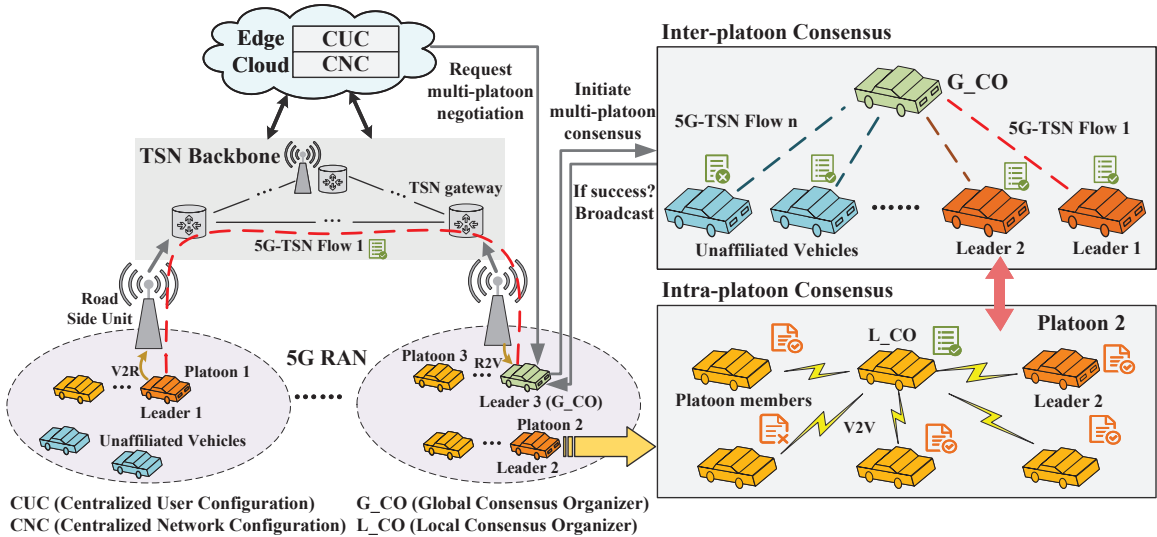 Edge
Cloud
CUC
CNC
Request
multi-platoon
negotiation
TSN Backbone
TSN gateway
...
...
...
5G-TSN Flow 1
Road
Side Unit
5G RAN
V2R
...
Platoon 1
Leader 1
Unaffiliated Vehicles
......
Platoon 3
R2V
...
Leader 3 (G_CO)
Platoon 2
...
Leader 2
Initiate
multi-platoon
consensus
If success?
Broadcast
Inter-platoon Consensus
G_CO
5G-TSN Flow n
5G-TSN Flow 1
......
Unaffiliated Vehicles
Leader 2
Leader 1
Intra-platoon Consensus
Platoon 2
L_CO
Platoon members
Leader 2
V2V
CUC (Centralized User Configuration)
CNC (Centralized Network Configuration)
G_CO (Global Consensus Organizer)
L_CO (Local Consensus Organizer)